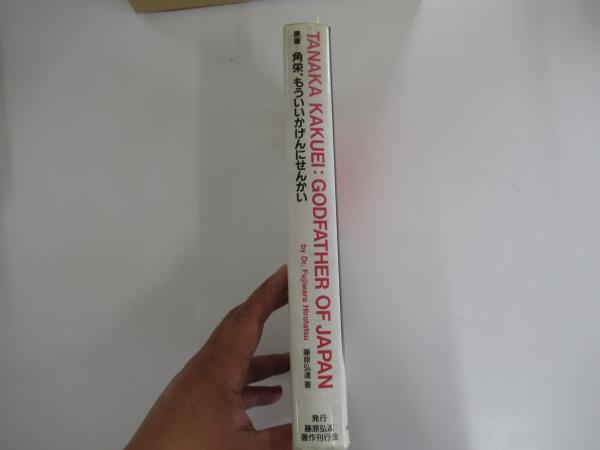 TANAKA KAKUEI: GODFATHER OF JAPAN
by Dr. Fujiwara Hirotatsu
原著 角栄、もういいかげんにせんかい
藤原弘達 著
発行
藤原弘達
著作刊行会